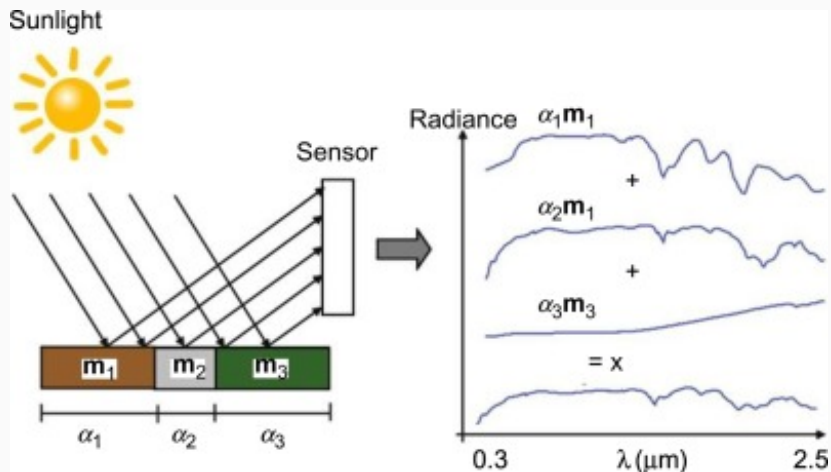 Sunlight
Sensor
m₁ m₂ m₃
α₁ α₂ α₃
Radiance
α₁m₁
+
α₂m₁
+
α₃m₃
= x
0.3 λ(μm) 2.5